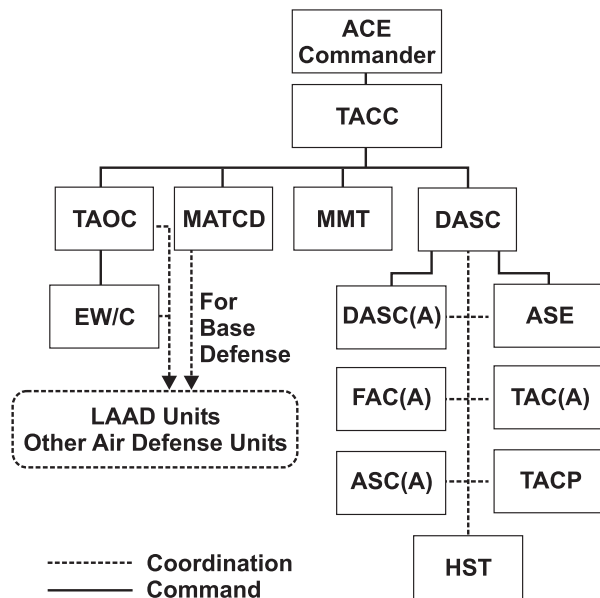 ACE
Commander
TACC
TAOC
MATCD
MMT
DASC
EW/C
For
Base
Defense
DASC(A)
ASE
LAAD Units
Other Air Defense Units
FAC(A)
TAC(A)
ASC(A)
TACP
HST
Coordination
Command